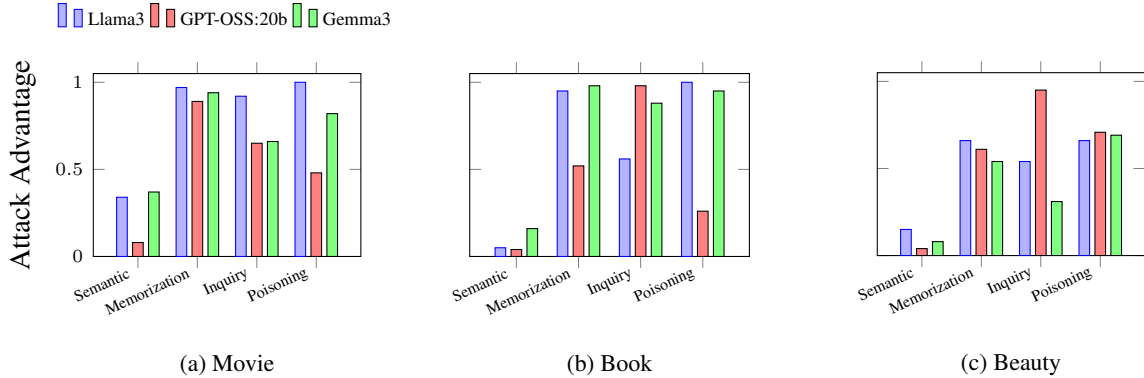 Llama3 GPT-OSS:20b Gemma3
Attack Advantage
1
0.5
0
Semantic
Memorization
Inquiry
Poisoning
(a) Movie
Semantic
Memorization
Inquiry
Poisoning
(b) Book
Semantic
Memorization
Inquiry
Poisoning
(c) Beauty